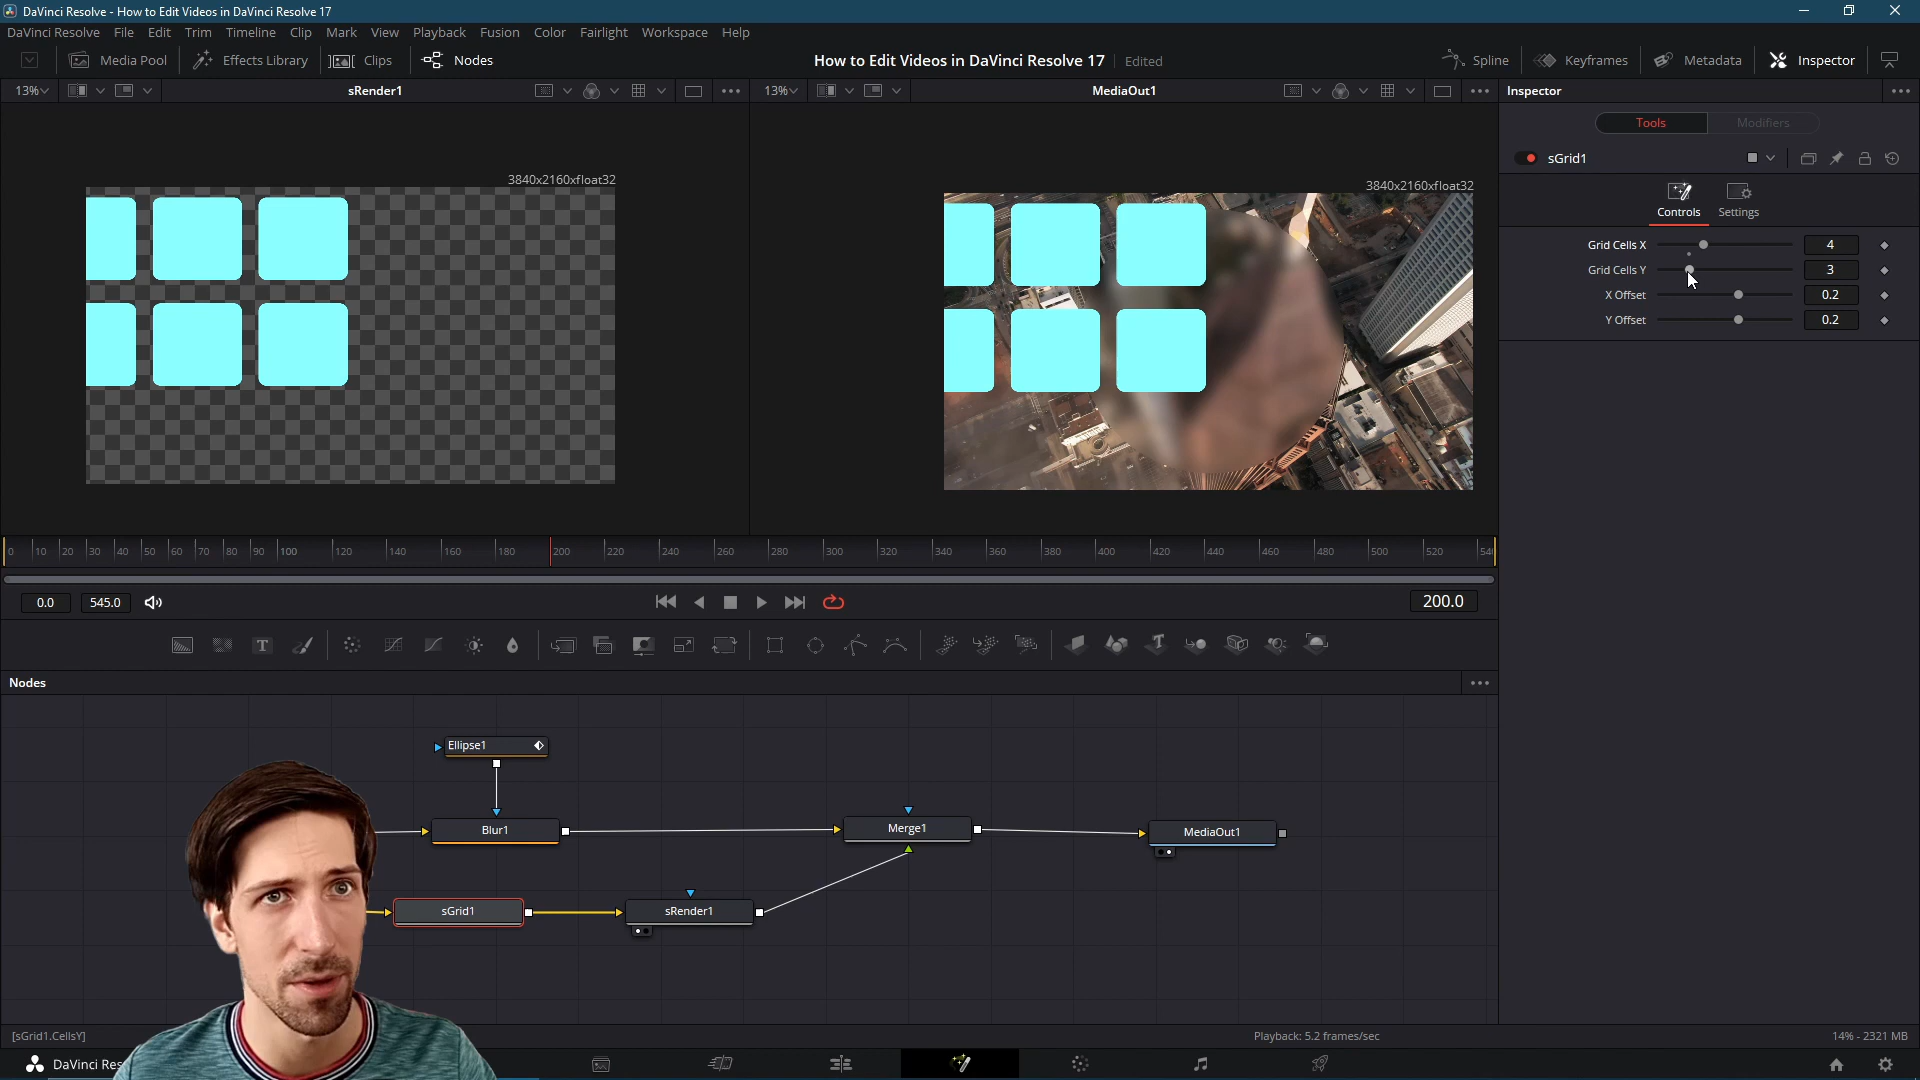 DaVinci Resolve - How to Edit Videos in DaVinci Resolve 17
DaVinci Resolve File Edit Trim Timeline Clip Mark View Playback Fusion Color Fairlight Workspace Help
Media Pool Effects Library Clips Nodes How to Edit Videos in DaVinci Resolve 17 Edited Spline Keyframes Metadata Inspector
13% sRender1 13% MediaOut1 Inspector
Tools Modifiers
sGrid1
3840x2160xfloat32 3840x2160xfloat32
Controls Settings
Grid Cells X 4
Grid Cells Y 3
X Offset 0.2
Y Offset 0.2
0 10 20 30 40 50 60 70 80 90 100 120 140 160 180 200 220 240 260 280 300 320 340 360 380 400 420 440 460 480 500 520 54
0.0 545.0 200.0
Nodes
Ellipse1
Blur1 Merge1 MediaOut1
sGrid1 sRender1
[sGrid1.CellsY] Playback: 5.2 frames/sec 14% - 2321 MB
DaVinci Res